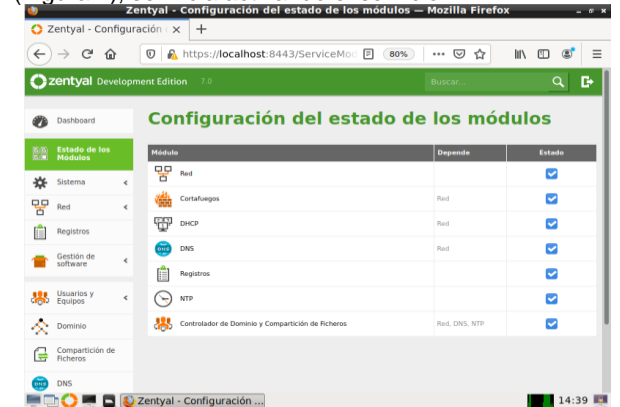 Zentyal - Configuración del estado de los módulos — Mozilla Firefox
Zentyal - Configuración
https://localhost:8443/ServiceMo
80%
zentyal Development Edition 7.0
Buscar...
Dashboard
Configuración del estado de los módulos
Estado de los
Módulos
Módulo Depende Estado
Red
Sistema
Cortafuegos Red
Red
DHCP Red
Registros
DNS DNS Red
Gestión de
software
Registros
Usuarios y
Equipos
NTP
Dominio
Controlador de Dominio y Compartición de Ficheros Red, DNS, NTP
Compartición de
Ficheros
DNS DNS
Zentyal - Configuración ...
14:39